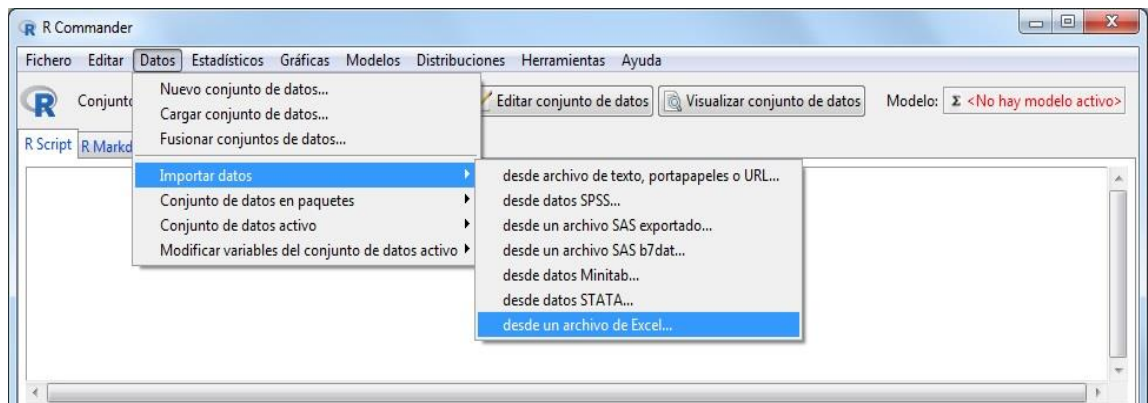 R Commander
Fichero Editar Datos Estadísticos Gráficas Modelos Distribuciones Herramientas Ayuda
Nuevo conjunto de datos...
Cargar conjunto de datos...
Fusionar conjuntos de datos...
Conjunto Editar conjunto de datos Visualizar conjunto de datos Modelo: Σ <No hay modelo activo>
R Script R Markd
Importar datos
Conjunto de datos en paquetes
Conjunto de datos activo
Modificar variables del conjunto de datos activo
desde archivo de texto, portapapeles o URL...
desde datos SPSS...
desde un archivo SAS exportado...
desde un archivo SAS b7dat...
desde datos Minitab...
desde datos STATA...
desde un archivo de Excel...